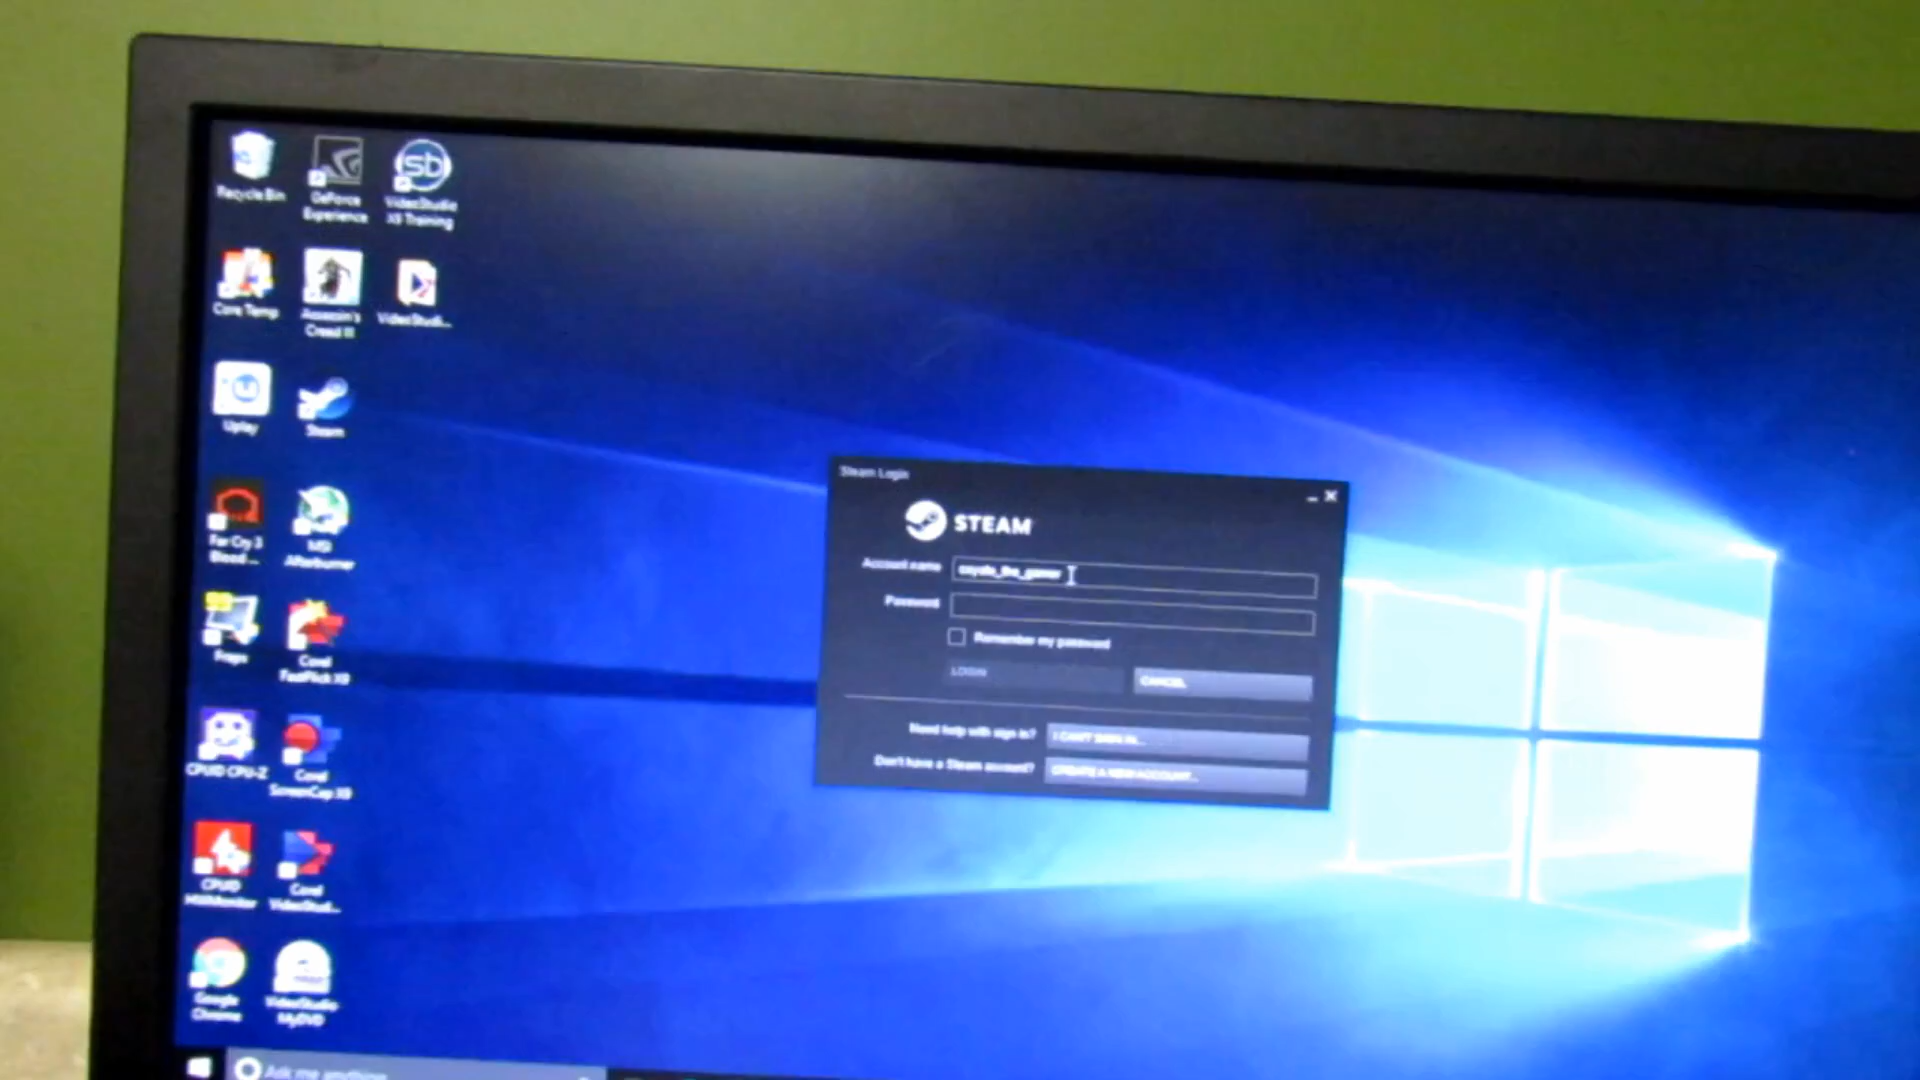 Recycle Bin
GeForce
Experience
VideoStudio
X9 Training
Core Temp
Assassin's
Creed III
VideoStudi...
Uplay
Steam
Far Cry 3
Blood ...
MSI
Afterburner
Fraps
Corel
FastFlick X9
CPUID CPU-Z
Corel
ScreenCap X9
CPUID
HWMonitor
Corel
VideoStud...
Google
Chrome
VideoStudio
MyDVD
Ask me anything
Steam Login
STEAM
Account name
coyote_the_gamer
Password
Remember my password
LOGIN
CANCEL
Need help with sign in?
I CAN'T SIGN IN...
Don't have a Steam account?
CREATE A NEW ACCOUNT...